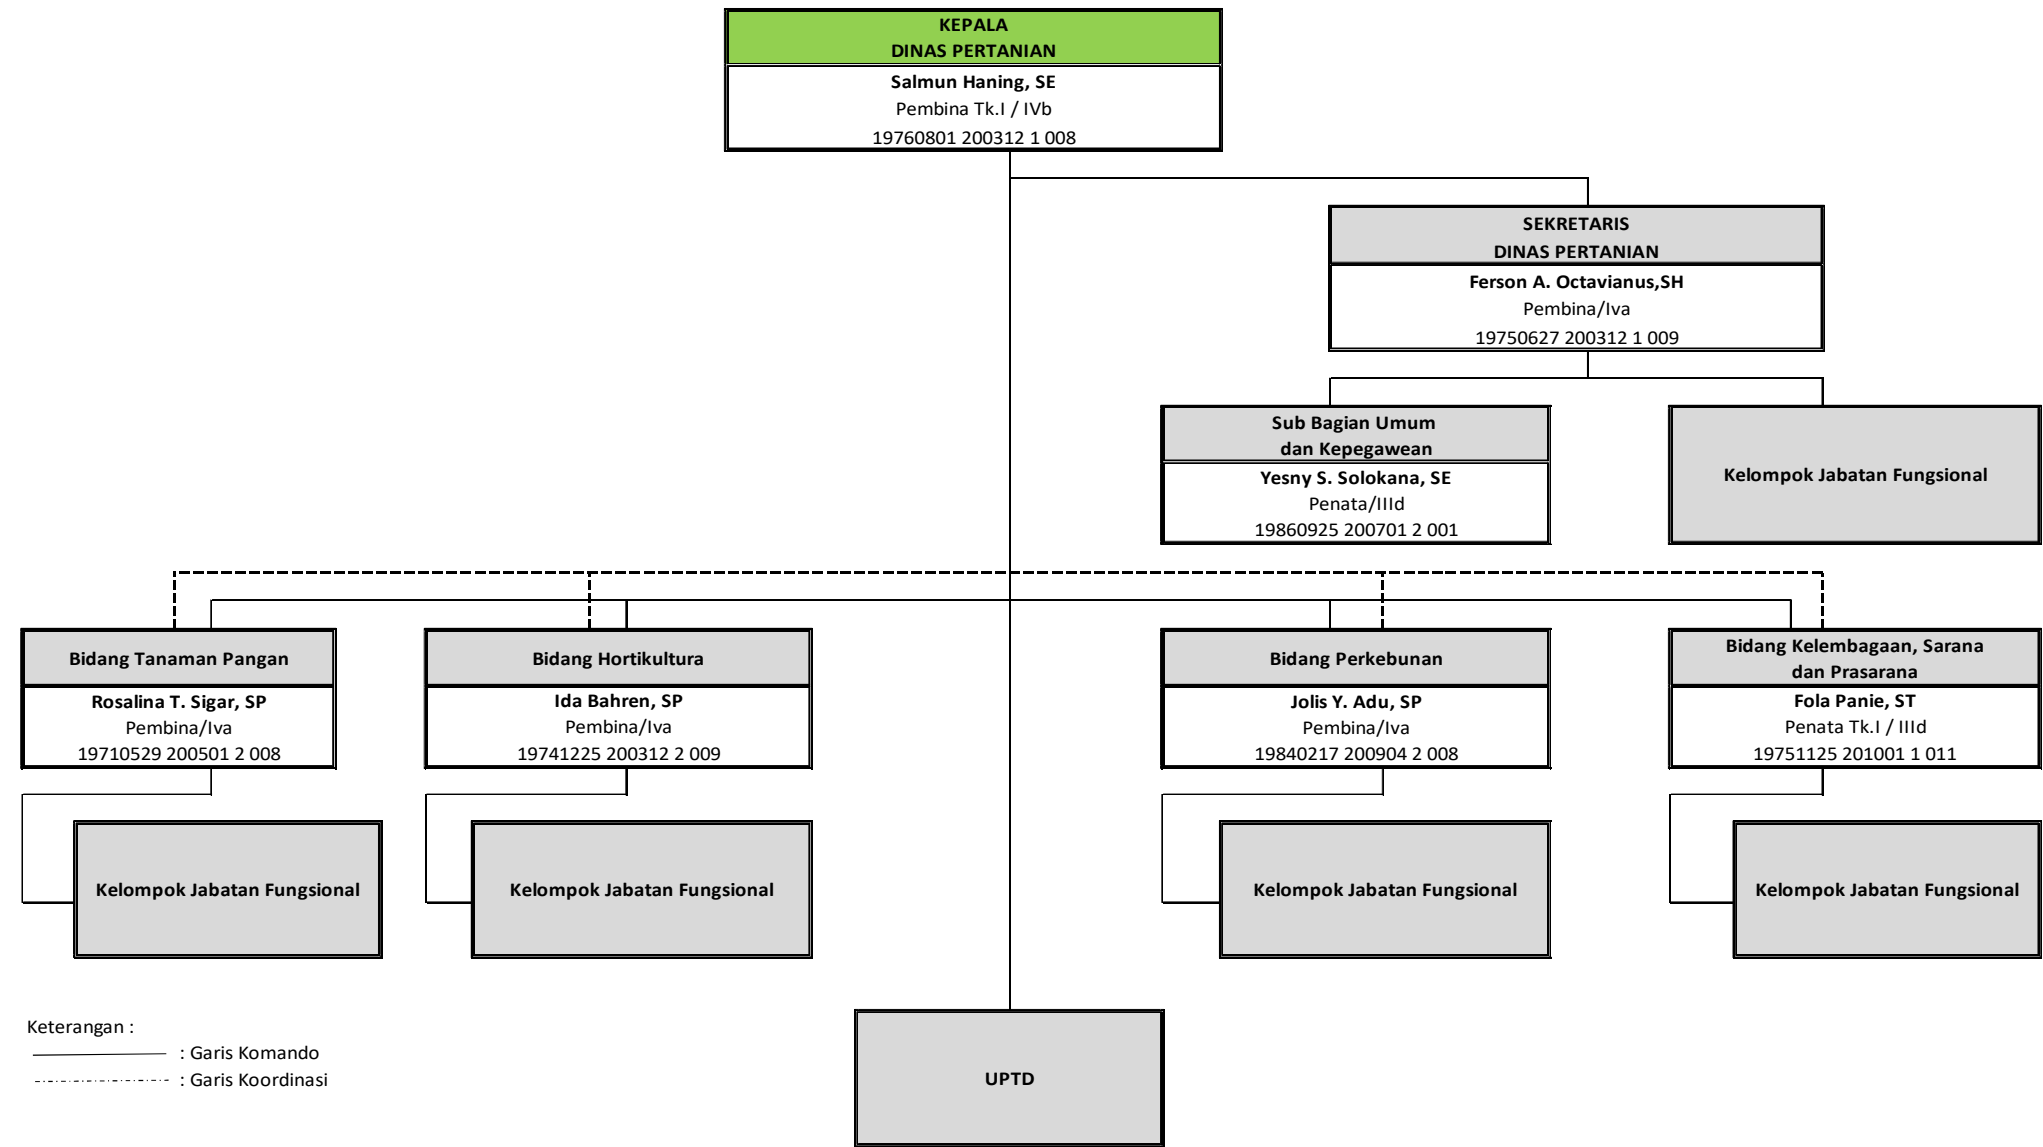 KEPALA
DINAS PERTANIAN
Salmun Haning, SE
Pembina Tk.I / IVb
19760801 200312 1 008
SEKRETARIS
DINAS PERTANIAN
Ferson A. Octavianus,SH
Pembina/Iva
19750627 200312 1 009
Sub Bagian Umum
dan Kepegawean
Yesny S. Solokana, SE
Penata/IIId
19860925 200701 2 001
Kelompok Jabatan Fungsional
Bidang Tanaman Pangan
Rosalina T. Sigar, SP
Pembina/Iva
19710529 200501 2 008
Bidang Hortikultura
Ida Bahren, SP
Pembina/Iva
19741225 200312 2 009
Bidang Perkebunan
Jolis Y. Adu, SP
Pembina/Iva
19840217 200904 2 008
Bidang Kelembagaan, Sarana
dan Prasarana
Fola Panie, ST
Penata Tk.I / IIId
19751125 201001 1 011
Kelompok Jabatan Fungsional
Kelompok Jabatan Fungsional
Kelompok Jabatan Fungsional
Kelompok Jabatan Fungsional
Keterangan :
: Garis Komando
: Garis Koordinasi
UPTD